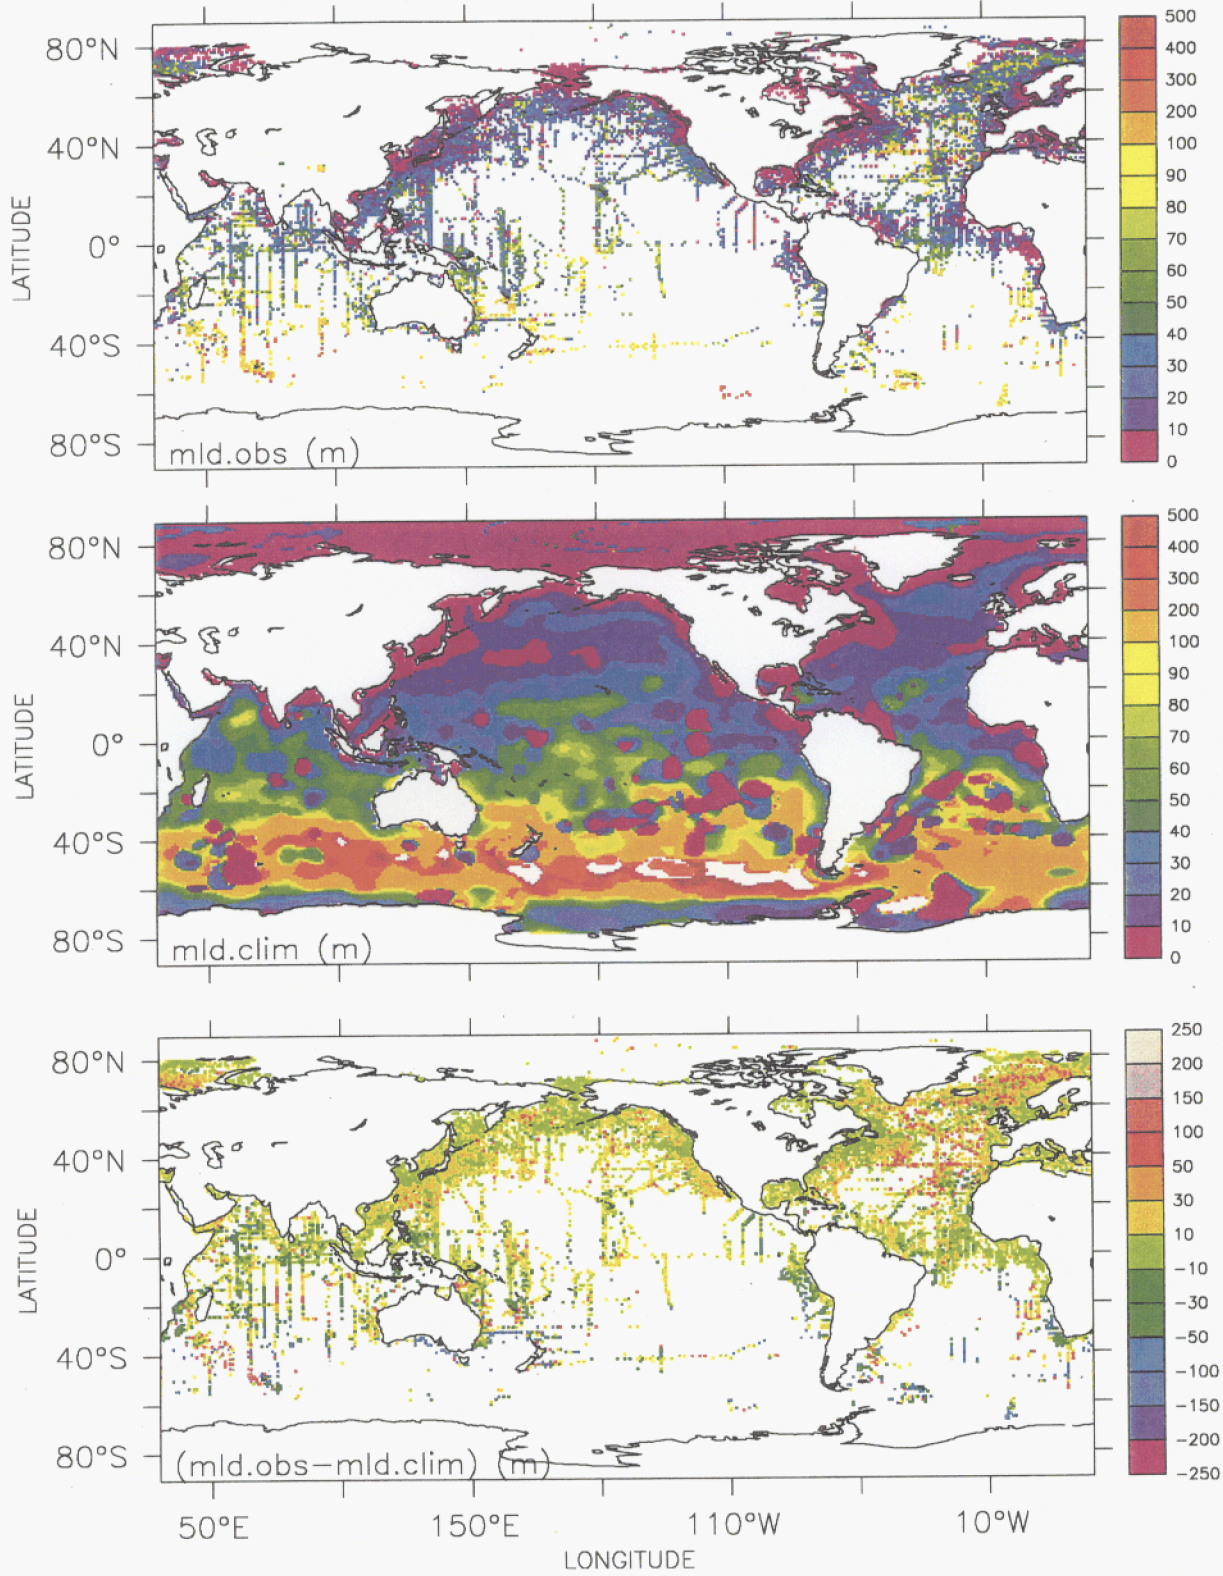 80°N
40°N
0°
40°S
80°S
LATITUDE
mld.obs (m)
500
400
300
200
100
90
80
70
60
50
40
30
20
10
0
80°N
40°N
0°
40°S
80°S
LATITUDE
mld.clim (m)
500
400
300
200
100
90
80
70
60
50
40
30
20
10
0
80°N
40°N
0°
40°S
80°S
LATITUDE
(mld.obs−mld.clim) (m)
250
200
150
100
50
30
10
−10
−30
−50
−100
−150
−200
−250
50°E 150°E 110°W 10°W
LONGITUDE